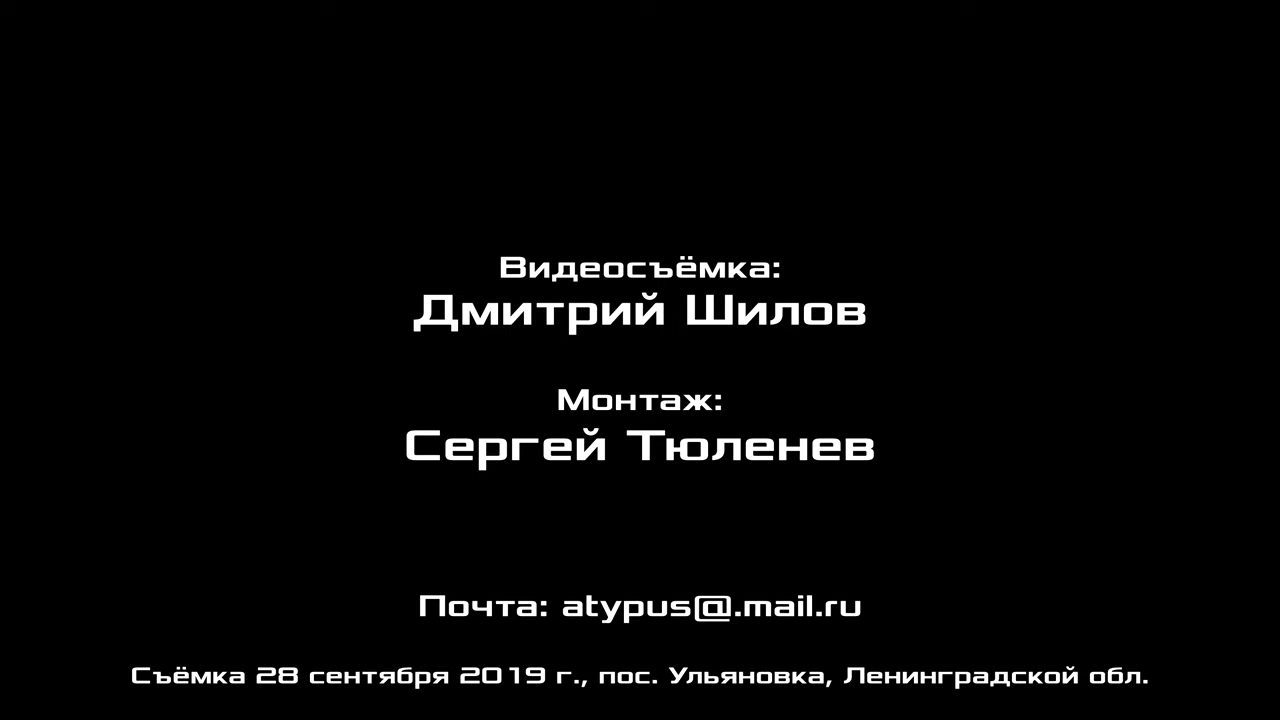 Видеосъёмка:
Дмитрий Шилов
Монтаж:
Сергей Тюленев
Почта: atypus@.mail.ru
Съёмка 28 сентября 2019 г., пос. Ульяновка, Ленинградской обл.